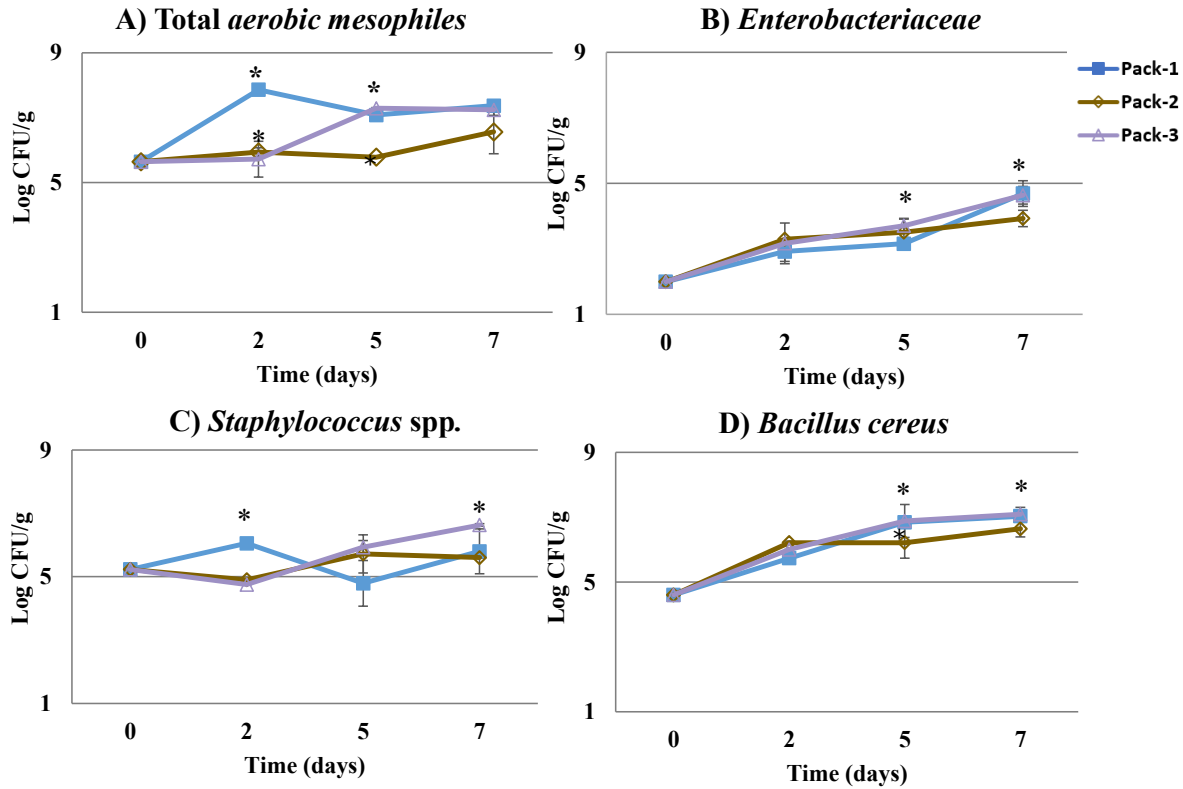 A) Total aerobic mesophiles
9
5
1
Log CFU/g
*
*
*
*
0 2 5 7
Time (days)
B) Enterobacteriaceae
9
5
1
Log CFU/g
*
*
0 2 5 7
Time (days)
Pack-1
Pack-2
Pack-3
C) Staphylococcus spp.
9
5
1
Log CFU/g
*
*
0 2 5 7
Time (days)
D) Bacillus cereus
9
5
1
Log CFU/g
*
*
*
0 2 5 7
Time (days)